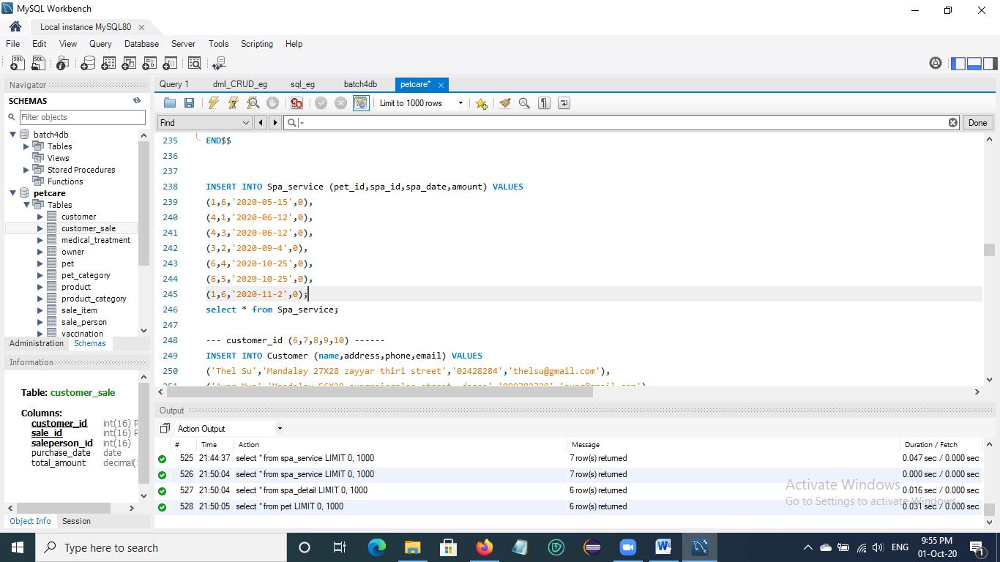 MySQL Workbench
Local instance MySQL80
File Edit View Query Database Server Tools Scripting Help
Navigator
SCHEMAS
Filter objects
batch4db
Tables
Views
Stored Procedures
Functions
petcare
Tables
customer
customer_sale
medical_treatment
owner
pet
pet_category
product
product_category
sale_item
sale_person
vaccination
Administration Schemas
Information
Table: customer_sale
Columns:
customer_id int(16) P
sale_id int(16) P
saleperson_id int(16)
purchase_date date
total_amount decimal(
Object Info Session
Query 1 dml_CRUD_eg sql_eg batch4db petcare*
Limit to 1000 rows
Find Done
235 END$$
236
237
238 INSERT INTO Spa_service (pet_id,spa_id,spa_date,amount) VALUES
239 (1,6,'2020-05-15',0),
240 (4,1,'2020-06-12',0),
241 (4,3,'2020-06-12',0),
242 (3,2,'2020-09-4',0),
243 (6,4,'2020-10-25',0),
244 (6,5,'2020-10-25',0),
245 (1,6,'2020-11-2',0);
246 select * from Spa_service;
247
248 --- customer_id (6,7,8,9,10) ------
249 INSERT INTO Customer (name,address,phone,email) VALUES
250 ('Thel Su','Mandalay 27X28 zayyar thiri street','02428284','thelsu@gmail.com'),
Output
Action Output
# Time Action Message Duration / Fetch
525 21:44:37 select * from spa_service LIMIT 0, 1000 7 row(s) returned 0.047 sec / 0.000 sec
526 21:50:04 select * from spa_service LIMIT 0, 1000 7 row(s) returned 0.000 sec / 0.000 sec
527 21:50:04 select * from spa_detail LIMIT 0, 1000 6 row(s) returned 0.016 sec / 0.000 sec
528 21:50:05 select * from pet LIMIT 0, 1000 6 row(s) returned 0.031 sec / 0.000 sec
Activate Windows
Go to Settings to activate Windows.
Type here to search
ENG
9:55 PM
01-Oct-20
1